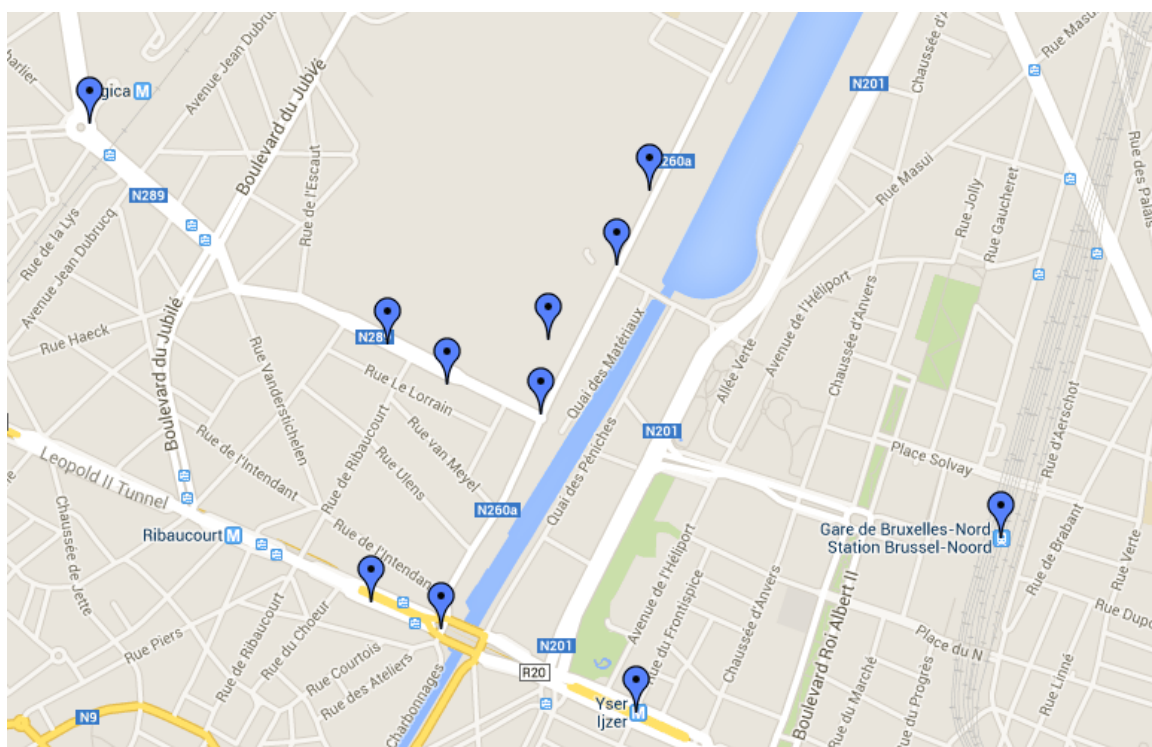 Avenue Jean Dubrucq
Boulevard du Jubilé
N201
Chaussée d'A
Rue Masui
gica M
260a
Rue Masui
Rue des Palais
N289
Rue de l'Escaut
Rue Jolly
Rue Gaucheret
Rue de la Lys
Avenue Jean Dubrucq
Rue Haeck
Boulevard du Jubilé
N28
Rue Le Lorrain
Quai des Matériaux
Allée Verte
Avenue de l'Héliport
Chaussée d'Anvers
Rue Vanderstichelen
Rue de l'Intendant
Rue de Ribaucourt
Rue van Meyel
Rue Ulens
Quai des Péniches
N201
Place Solvay
Rue d'Aerschot
Leopold II Tunnel
N260a
Chaussée de Jette
Ribaucourt M
Rue de l'Intendant
Gare de Bruxelles-Nord
Station Brussel-Noord
Rue de Brabant
Rue Verte
Avenue de l'Héliport
Rue du Frontispice
Chaussée d'Anvers
Boulevard Roi Albert II
Rue Dupo
Place du N
Rue Piers
Rue du Choeur
Rue de Ribaucourt
Rue Courtois
Rue des Ateliers
Charbonnages
N201
R20
Yser
Ijzer M
Rue du Marché
Rue du Progrès
Rue Linné
N9